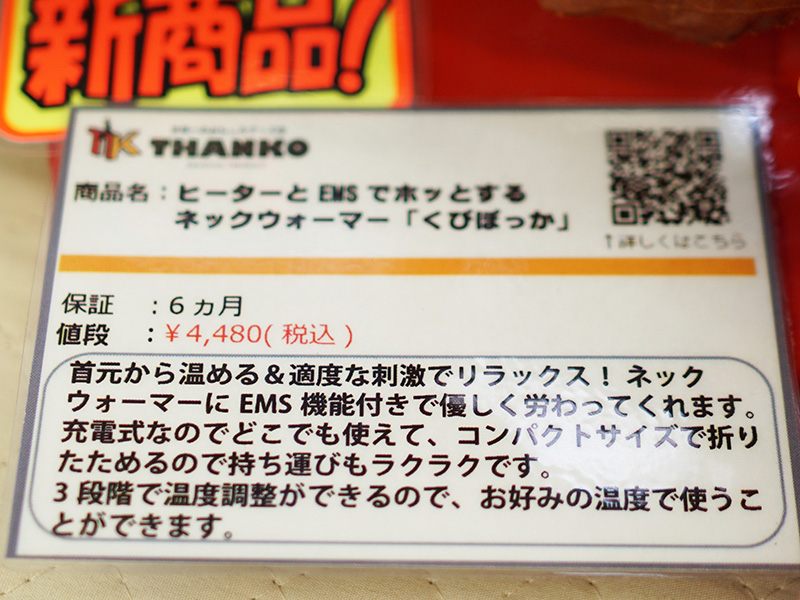 新商品!
THANKO
商品名：ヒーターと EMS でホッとする
ネックウォーマー「くびぽっか」
↑詳しくはこちら
保証　：6 ヵ月
値段　：¥4,480( 税込 )
首元から温める＆適度な刺激でリラックス！ ネック
ウォーマーに EMS 機能付きで優しく労わってくれます。
充電式なのでどこでも使えて、コンパクトサイズで折り
たためるので持ち運びもラクラクです。
3 段階で温度調整ができるので、お好みの温度で使うこ
とができます。